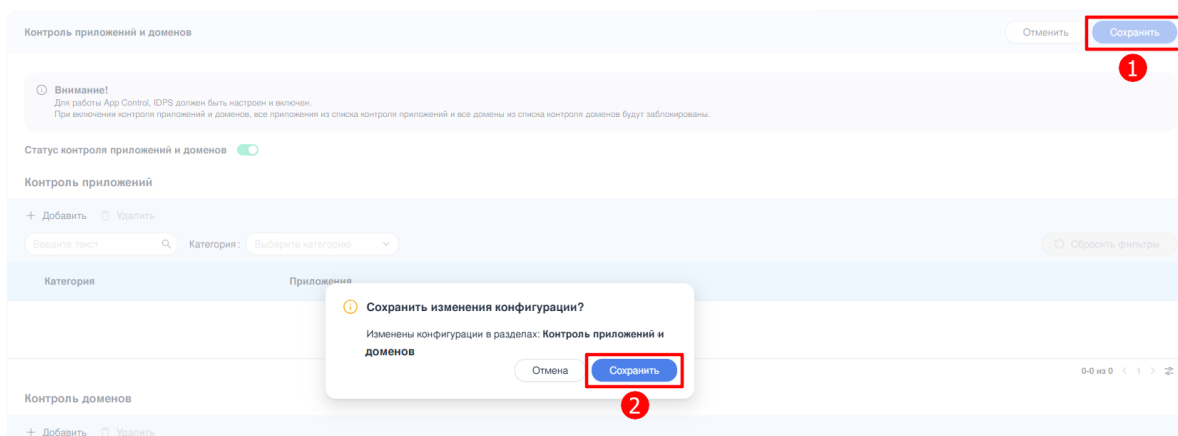 Контроль приложений и доменов
Отменить
Сохранить
1
Внимание!
Для работы App Control, IDPS должен быть настроен и включен.
При включении контроля приложений и доменов, все приложения из списка контроля приложений и все домены из списка контроля доменов будут заблокированы.
Статус контроля приложений и доменов
Контроль приложений
+ Добавить Удалить
Введите текст Категория : Выберите категорию Сбросить фильтры
Категория Приложения
Сохранить изменения конфигурации?
Изменены конфигурации в разделах: Контроль приложений и
доменов
Отмена Сохранить
2
0-0 из 0 < 1 >
Контроль доменов
+ Добавить Удалить